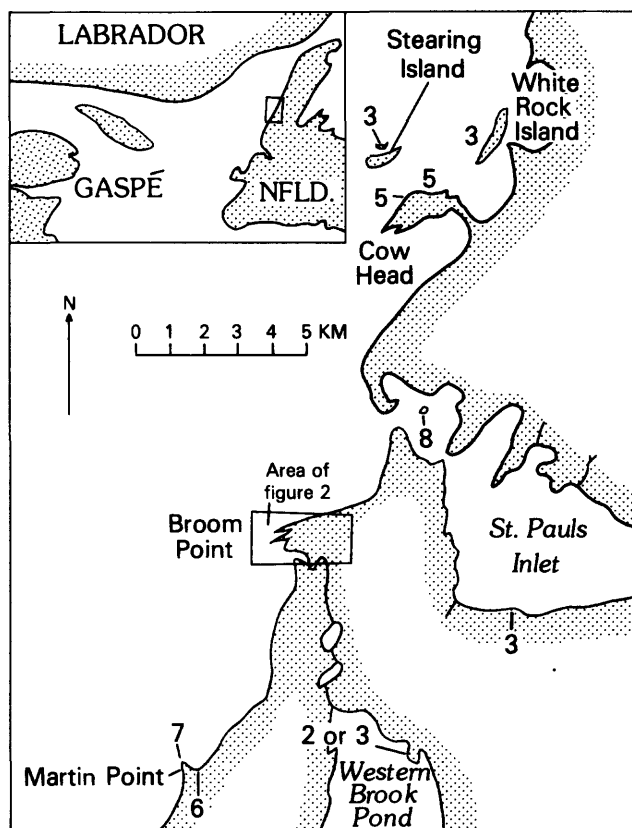 LABRADOR
GASPÉ
NFLD.
Stearing
Island
White
Rock
Island
3
3
5
5
Cow
Head
N
0 1 2 3 4 5 KM
8
Area of
figure 2
Broom
Point
St. Pauls
Inlet
3
7
2 or 3
Martin Point
Western
Brook
Pond
6